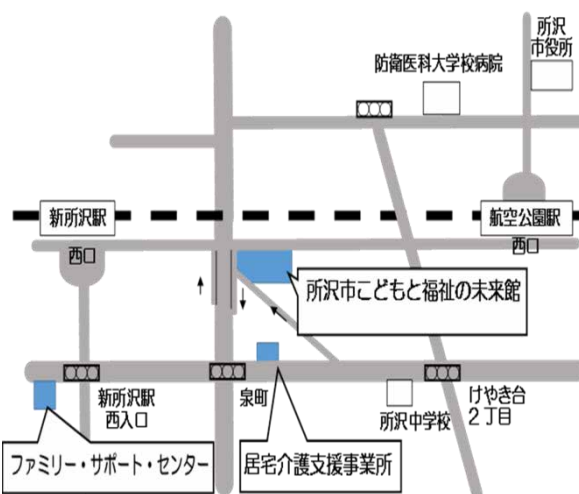 所沢
市役所
防衛医科大学校病院
新所沢駅
航空公園駅
西口
西口
所沢市こどもと福祉の未来館
新所沢駅
西入口
泉町
所沢中学校
けやき台
2丁目
ファミリー・サポート・センター
居宅介護支援事業所